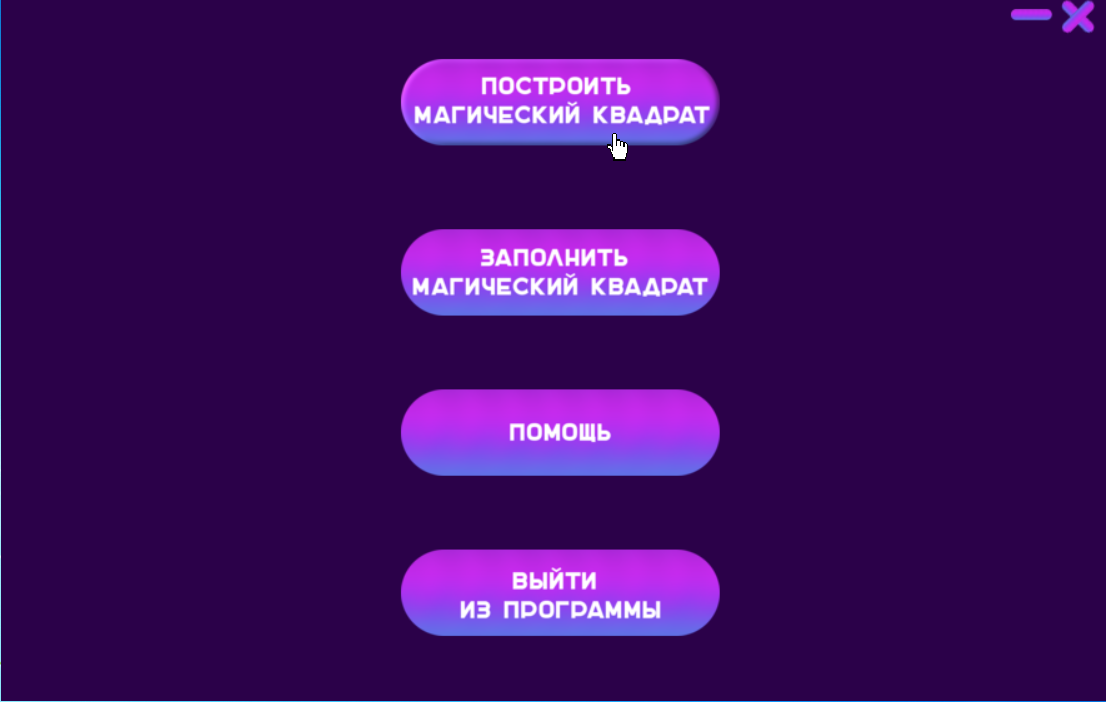 ПОСТРОИТЬ
МАГИЧЕСКИЙ КВАДРАТ
ЗАПОЛНИТЬ
МАГИЧЕСКИЙ КВАДРАТ
ПОМОЩЬ
ВЫЙТИ
ИЗ ПРОГРАММЫ